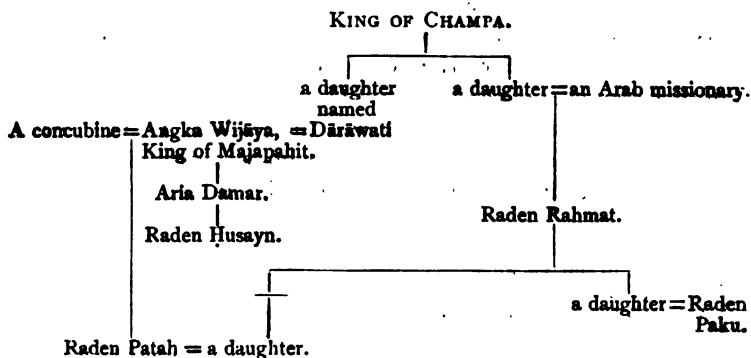 KING OF CHAMPA.
a daughter named
a daughter=an Arab missionary.
A concubine=Angka Wijāya, =Dārāwati
King of Majapahit.
Aria Damar.
Raden Rahmat.
Raden Husayn.
a daughter=Raden Paku.
Raden Patah = a daughter.